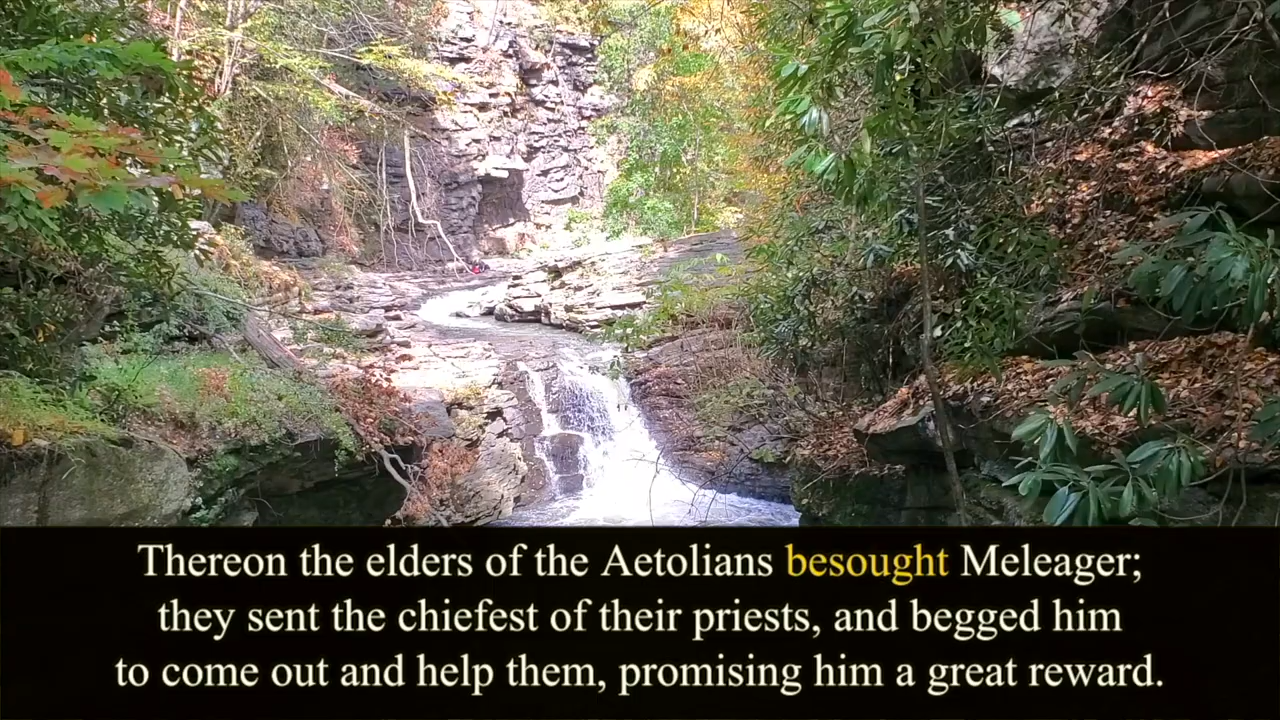 Thereon the elders of the Aetolians besought Meleager;
they sent the chiefest of their priests, and begged him
to come out and help them, promising him a great reward.